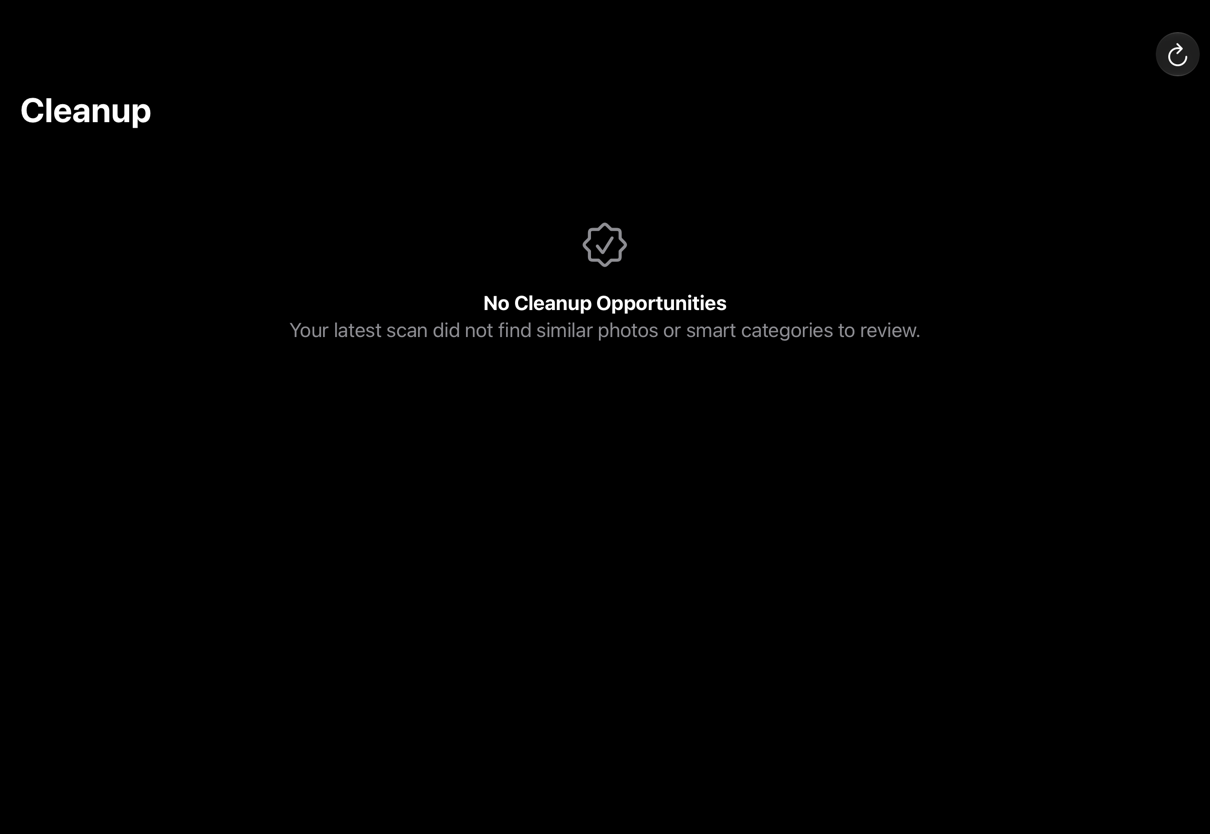 Cleanup
No Cleanup Opportunities
Your latest scan did not find similar photos or smart categories to review.